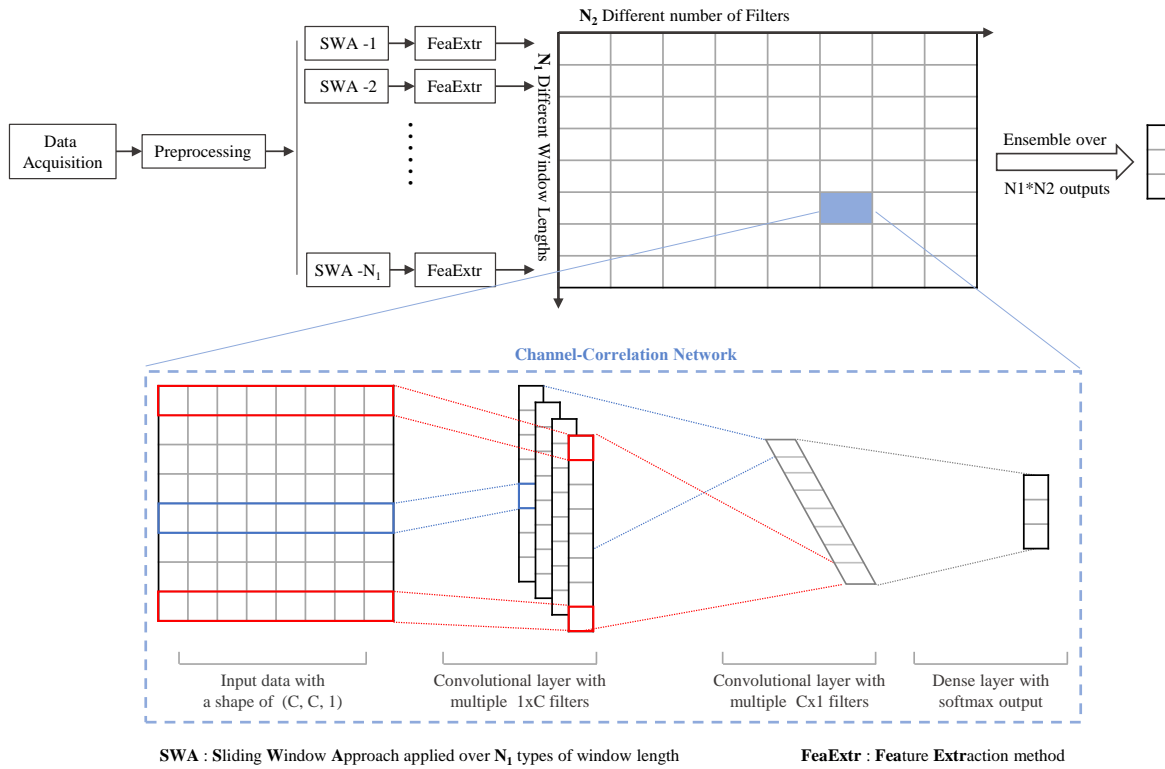 N₂ Different number of Filters
SWA -1
FeaExtr
SWA -2
FeaExtr
N₁ Different Window Lengths
Data
Acquisition
Preprocessing
Ensemble over
N1*N2 outputs
SWA -N₁
FeaExtr
Channel-Correlation Network
Input data with
a shape of (C, C, 1)
Convolutional layer with
multiple 1xC filters
Convolutional layer with
multiple Cx1 filters
Dense layer with
softmax output
SWA : Sliding Window Approach applied over N₁ types of window length
FeaExtr : Feature Extraction method